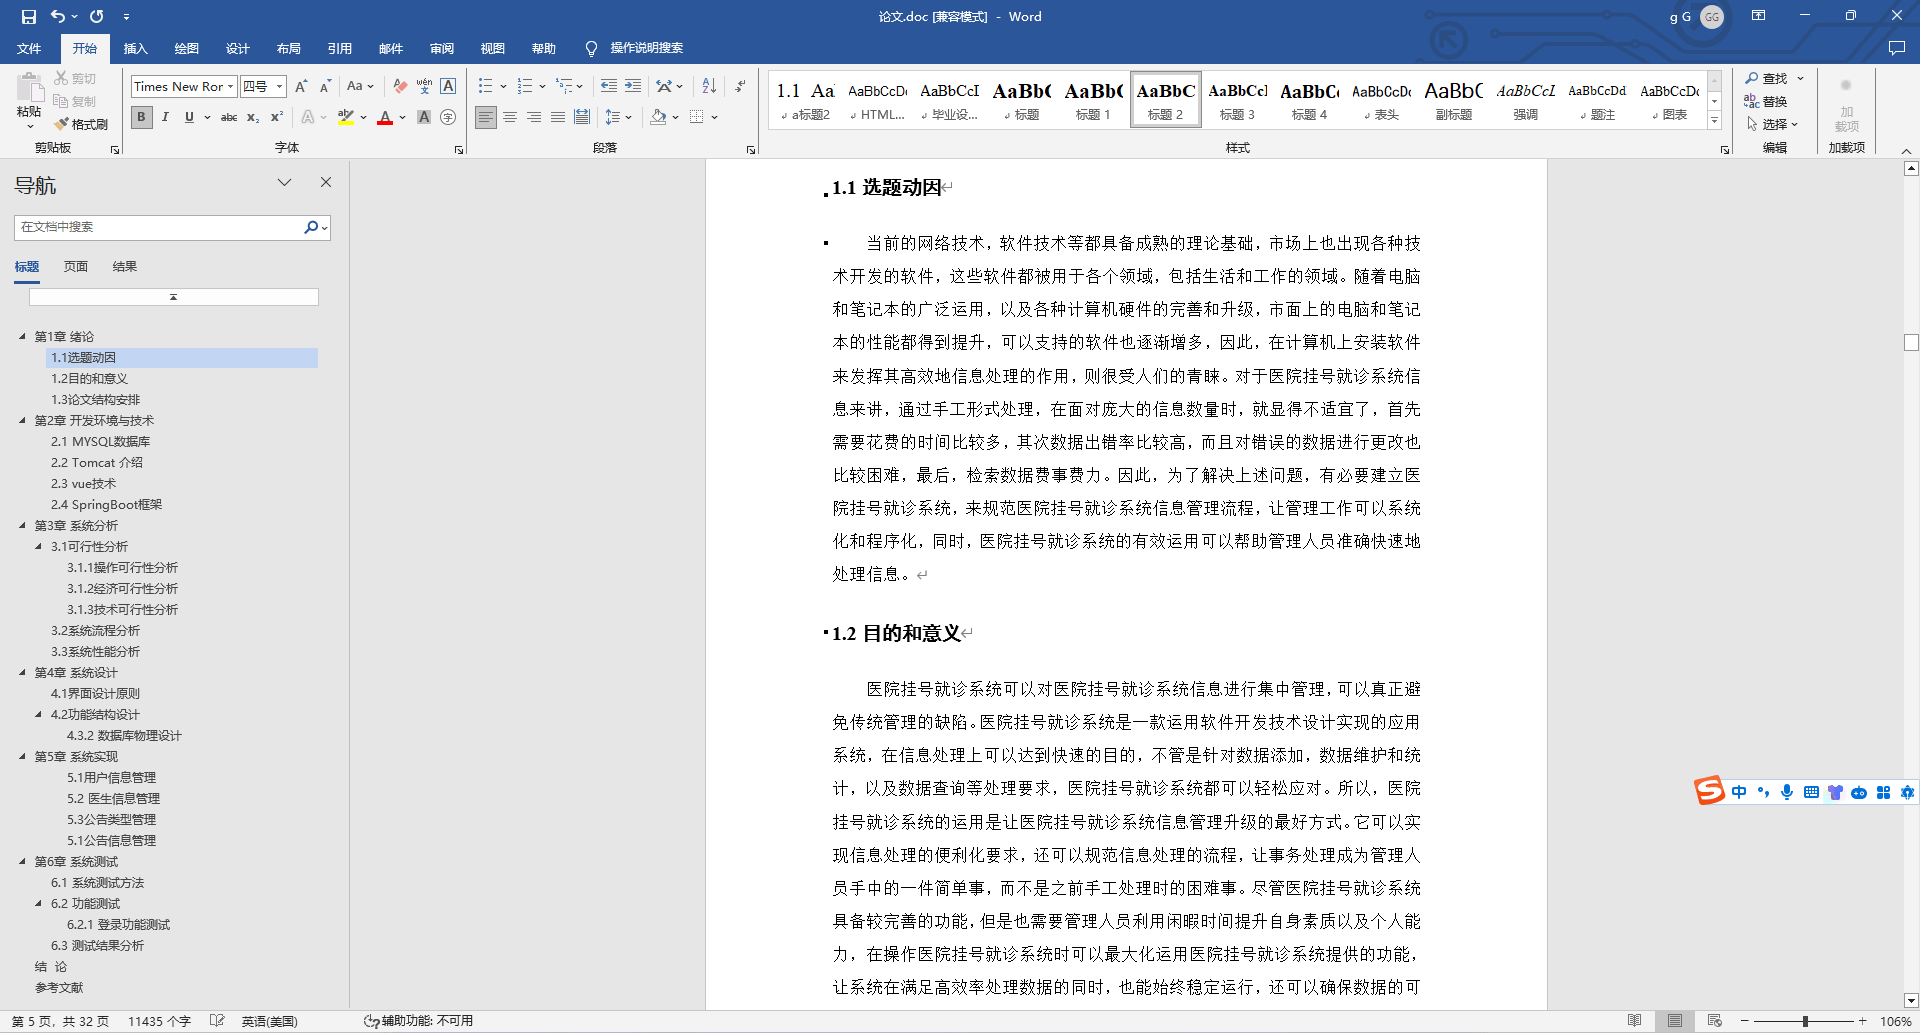 论文.doc [兼容模式] - Word
g G
GG
文件 开始 插入 绘图 设计 布局 引用 邮件 审阅 视图 帮助 操作说明搜索
粘贴
剪切
复制
格式刷
剪贴板
Times New Ror 四号
Aa
wén
文
A
B I U abc x₂ x²
A
字
字体
段落
1.1 Aa
a标题2
AaBbCcDc
HTML...
AaBbCcI
毕业设...
AaBb(
标题
AaBb(
标题 1
AaBbC
标题 2
AaBbCcl
标题 3
AaBbC
标题 4
AaBbCcDc
表头
AaBbC
副标题
AaBbCcL
强调
AaBbCcDd
题注
AaBbCcDc
图表
样式
查找
替换
选择
编辑
加
载项
加载项
导航
在文档中搜索
标题 页面 结果
第1章 绪论
1.1选题动因
1.2目的和意义
1.3论文结构安排
第2章 开发环境与技术
2.1 MYSQL数据库
2.2 Tomcat 介绍
2.3 vue技术
2.4 SpringBoot框架
第3章 系统分析
3.1可行性分析
3.1.1操作可行性分析
3.1.2经济可行性分析
3.1.3技术可行性分析
3.2系统流程分析
3.3系统性能分析
第4章 系统设计
4.1界面设计原则
4.2功能结构设计
4.3.2 数据库物理设计
第5章 系统实现
5.1用户信息管理
5.2 医生信息管理
5.3公告类型管理
5.1公告信息管理
第6章 系统测试
6.1 系统测试方法
6.2 功能测试
6.2.1 登录功能测试
6.3 测试结果分析
结 论
参考文献
1.1 选题动因
当前的网络技术，软件技术等都具备成熟的理论基础，市场上也出现各种技
术开发的软件，这些软件都被用于各个领域，包括生活和工作的领域。随着电脑
和笔记本的广泛运用，以及各种计算机硬件的完善和升级，市面上的电脑和笔记
本的性能都得到提升，可以支持的软件也逐渐增多，因此，在计算机上安装软件
来发挥其高效地信息处理的作用，则很受人们的青睐。对于医院挂号就诊系统信
息来讲，通过手工形式处理，在面对庞大的信息数量时，就显得不适宜了，首先
需要花费的时间比较多，其次数据出错率比较高，而且对错误的数据进行更改也
比较困难，最后，检索数据费事费力。因此，为了解决上述问题，有必要建立医
院挂号就诊系统，来规范医院挂号就诊系统信息管理流程，让管理工作可以系统
化和程序化，同时，医院挂号就诊系统的有效运用可以帮助管理人员准确快速地
处理信息。
1.2 目的和意义
医院挂号就诊系统可以对医院挂号就诊系统信息进行集中管理，可以真正避
免传统管理的缺陷。医院挂号就诊系统是一款运用软件开发技术设计实现的应用
系统，在信息处理上可以达到快速的目的，不管是针对数据添加，数据维护和统
计，以及数据查询等处理要求，医院挂号就诊系统都可以轻松应对。所以，医院
挂号就诊系统的运用是让医院挂号就诊系统信息管理升级的最好方式。它可以实
现信息处理的便利化要求，还可以规范信息处理的流程，让事务处理成为管理人
员手中的一件简单事，而不是之前手工处理时的困难事。尽管医院挂号就诊系统
具备较完善的功能，但是也需要管理人员利用闲暇时间提升自身素质以及个人能
力，在操作医院挂号就诊系统时可以最大化运用医院挂号就诊系统提供的功能，
让系统在满足高效率处理数据的同时，也能始终稳定运行，还可以确保数据的可
中
第 5 页，共 32 页 11435 个字 英语(美国) 辅助功能: 不可用 106%